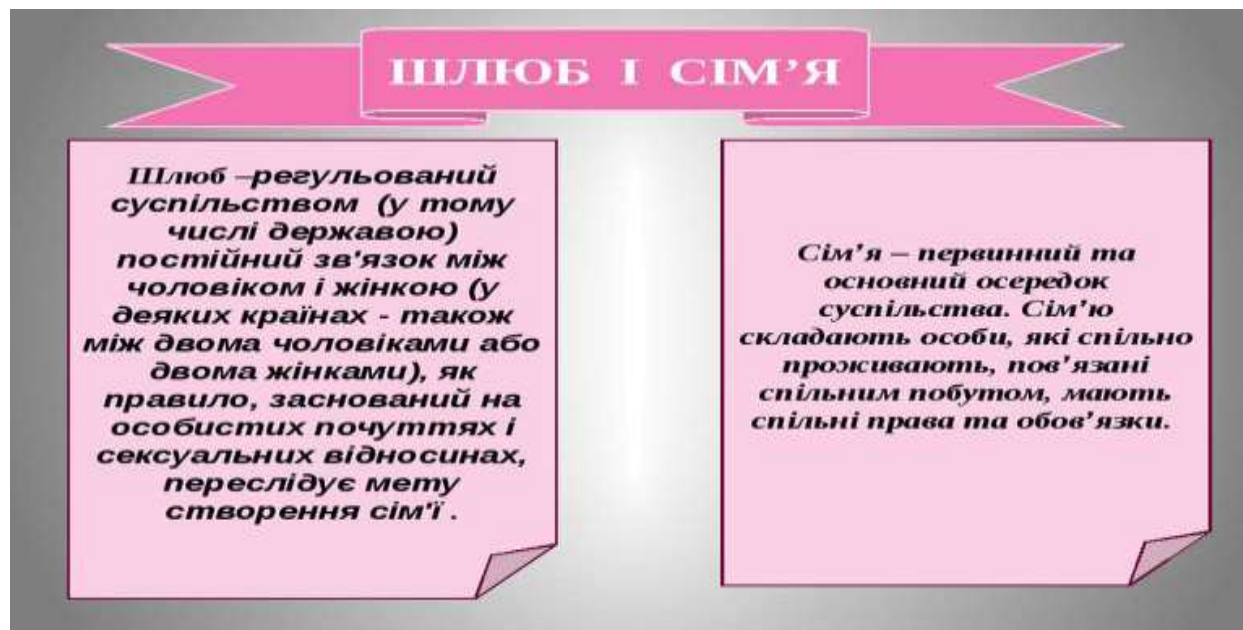 ШЛЮБ І СІМ’Я
Шлюб –регульований
суспільством (у тому
числі державою)
постійний зв'язок між
чоловіком і жінкою (у
деяких країнах - також
між двома чоловіками або
двома жінками), як
правило, заснований на
особистих почуттях і
сексуальних відносинах,
переслідує мету
створення сім'ї .
Сім’я – первинний та
основний осередок
суспільства. Сім’ю
складають особи, які спільно
проживають, пов’язані
спільним побутом, мають
спільні права та обов’язки.